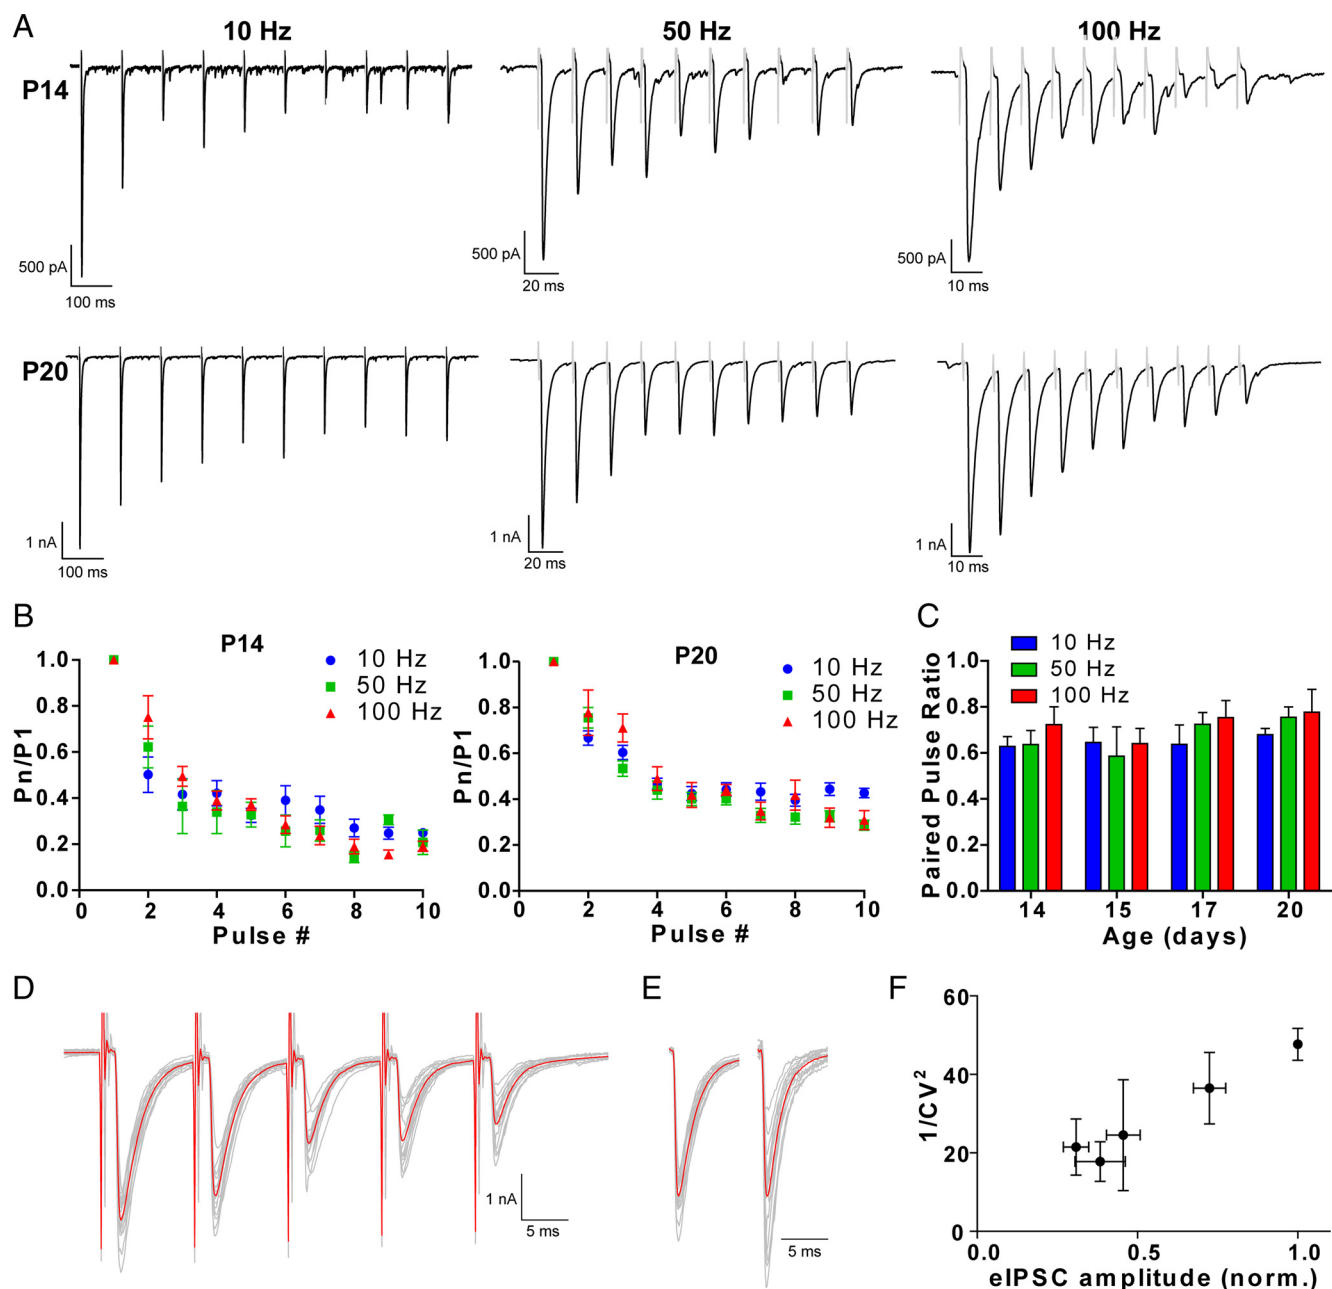 A
10 Hz
50 Hz
100 Hz
P14
500 pA
100 ms
500 pA
20 ms
500 pA
10 ms
P20
1 nA
100 ms
1 nA
20 ms
1 nA
10 ms
B
P14
10 Hz
50 Hz
100 Hz
Pn/P1
1.0
0.8
0.6
0.4
0.2
0.0
0 2 4 6 8 10
Pulse #
P20
10 Hz
50 Hz
100 Hz
Pn/P1
1.0
0.8
0.6
0.4
0.2
0.0
0 2 4 6 8 10
Pulse #
C
10 Hz
50 Hz
100 Hz
Paired Pulse Ratio
1.0
0.8
0.6
0.4
0.2
0.0
14 15 17 20
Age (days)
D
1 nA
5 ms
E
5 ms
F
1/CV²
60
40
20
0
0.0 0.5 1.0
eIPSC amplitude (norm.)